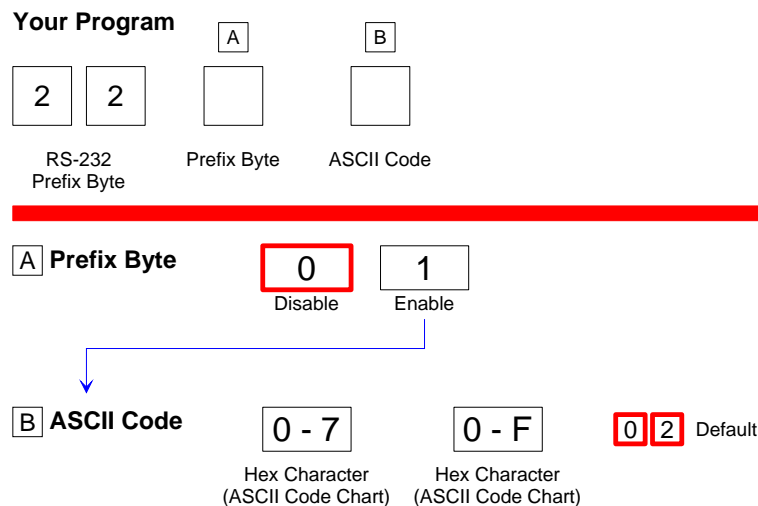 Your Program
A B
2 2
RS-232 Prefix Byte ASCII Code
Prefix Byte
A Prefix Byte 0 1
Disable Enable
B ASCII Code 0 - 7 0 - F 0 2 Default
Hex Character Hex Character
(ASCII Code Chart) (ASCII Code Chart)